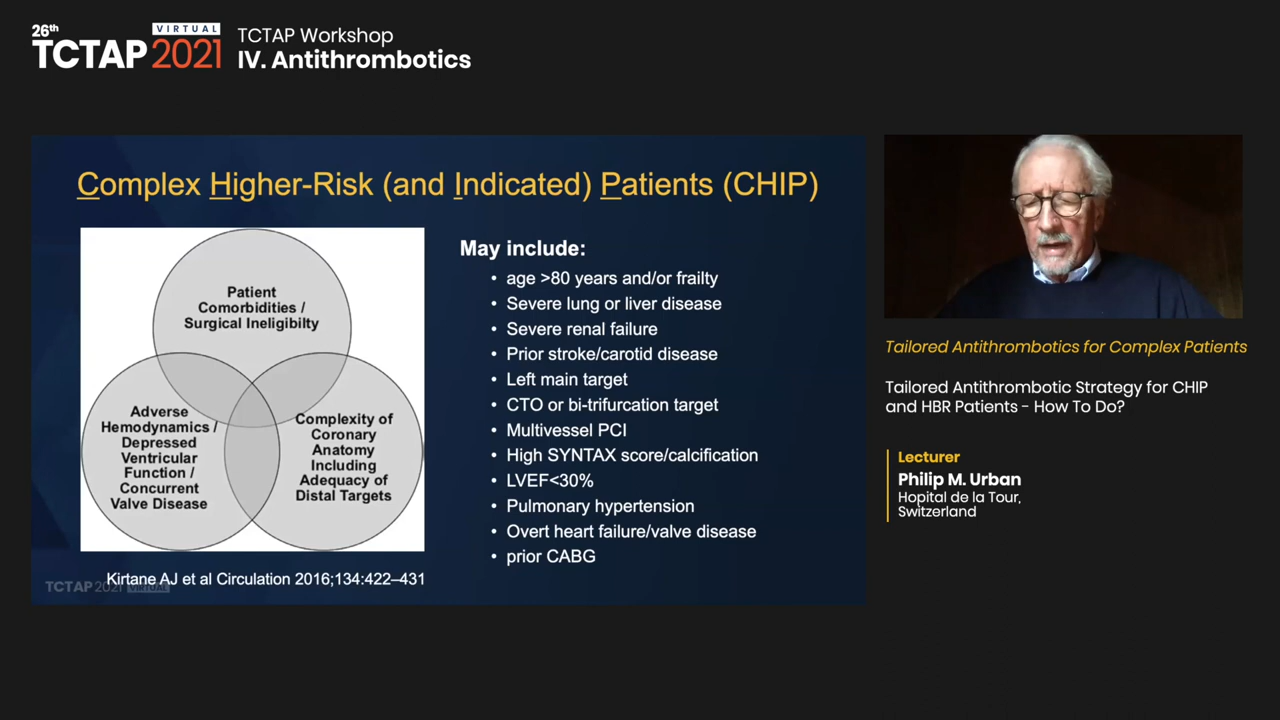 26th
VIRTUAL
TCTAP 2021
TCTAP Workshop
IV. Antithrombotics
Complex Higher-Risk (and Indicated) Patients (CHIP)
Patient
Comorbidities /
Surgical Ineligibilty
Adverse
Hemodynamics /
Depressed
Ventricular
Function /
Concurrent
Valve Disease
Complexity of
Coronary
Anatomy
Including
Adequacy of
Distal Targets
Kirtane AJ et al Circulation 2016;134:422–431
TCTAP 2021 VIRTUAL
May include:
• age >80 years and/or frailty
• Severe lung or liver disease
• Severe renal failure
• Prior stroke/carotid disease
• Left main target
• CTO or bi-trifurcation target
• Multivessel PCI
• High SYNTAX score/calcification
• LVEF<30%
• Pulmonary hypertension
• Overt heart failure/valve disease
• prior CABG
Tailored Antithrombotics for Complex Patients
Tailored Antithrombotic Strategy for CHIP
and HBR Patients - How To Do?
Lecturer
Philip M. Urban
Hopital de la Tour,
Switzerland